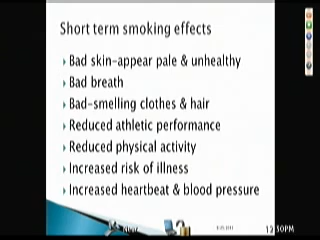 Short term smoking effects
Bad skin-appear pale & unhealthy
Bad breath
Bad-smelling clothes & hair
Reduced athletic performance
Reduced physical activity
Increased risk of illness
Increased heartbeat & blood pressure